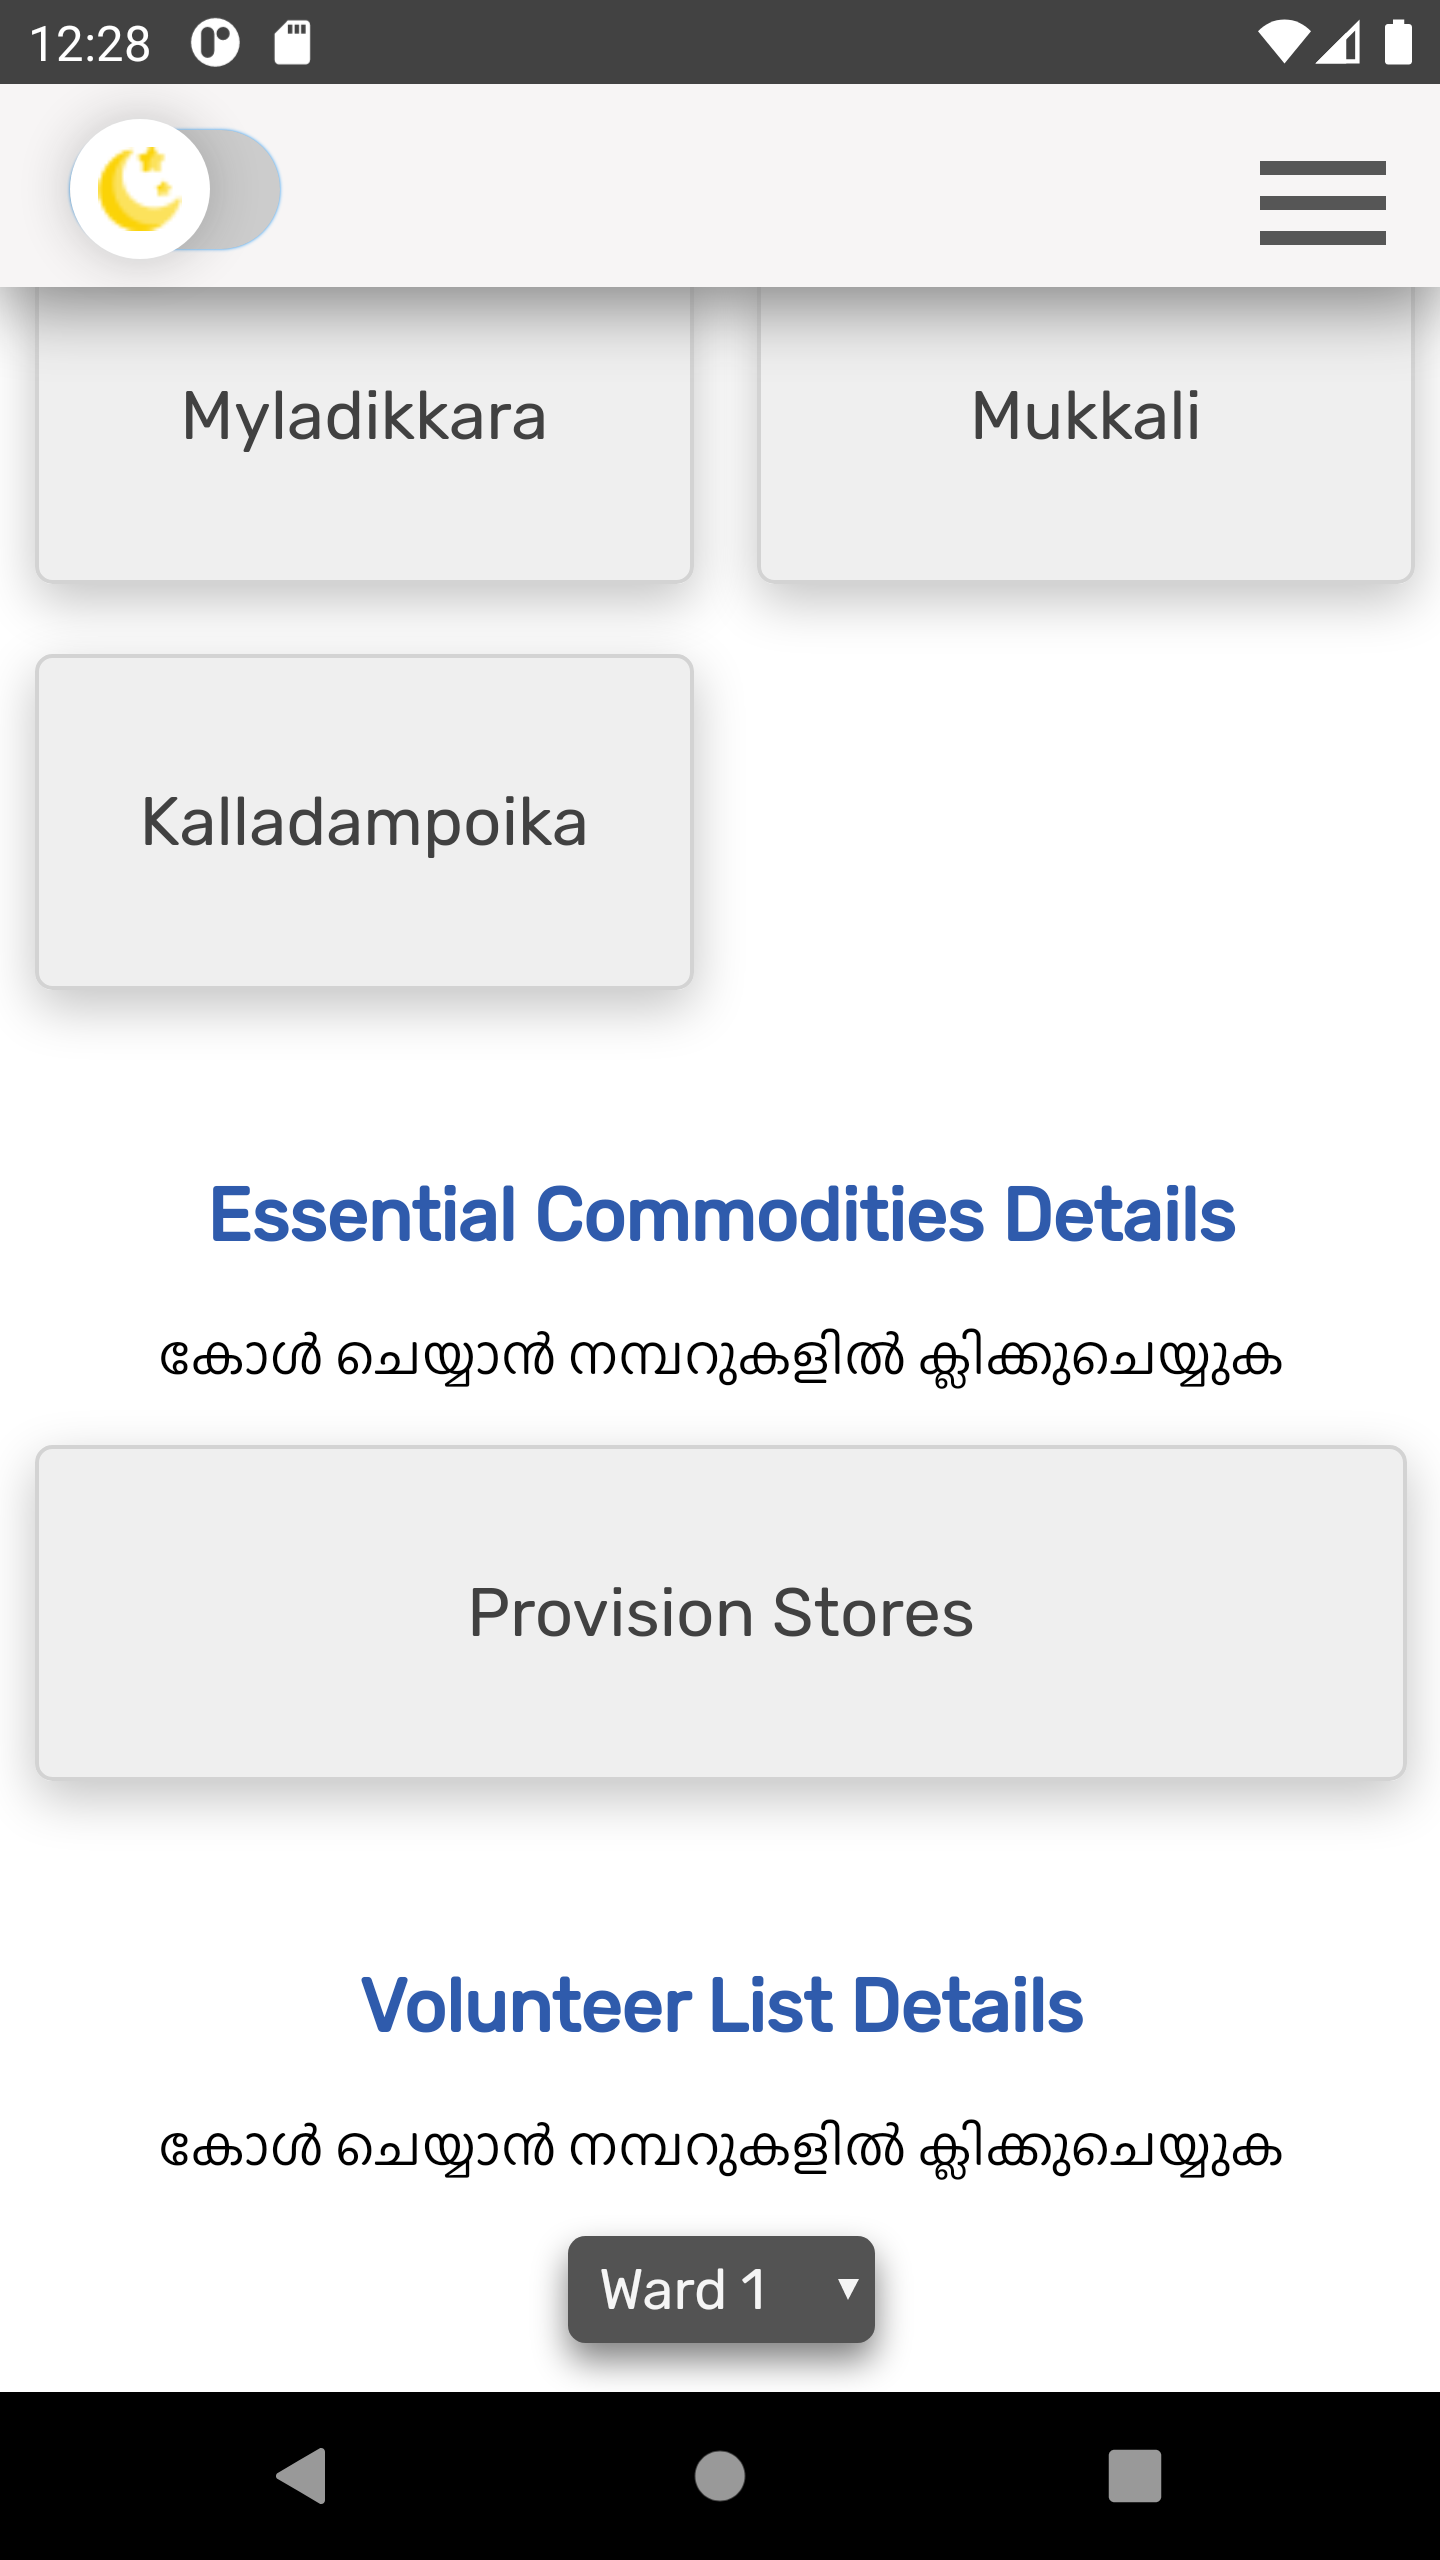 12:28
Myladikkara Mukkali
Kalladampoika
Essential Commodities Details
കോൾ ചെയ്യാൻ നമ്പറുകളിൽ ക്ലിക്കുചെയ്യുക
Provision Stores
Volunteer List Details
കോൾ ചെയ്യാൻ നമ്പറുകളിൽ ക്ലിക്കുചെയ്യുക
Ward 1